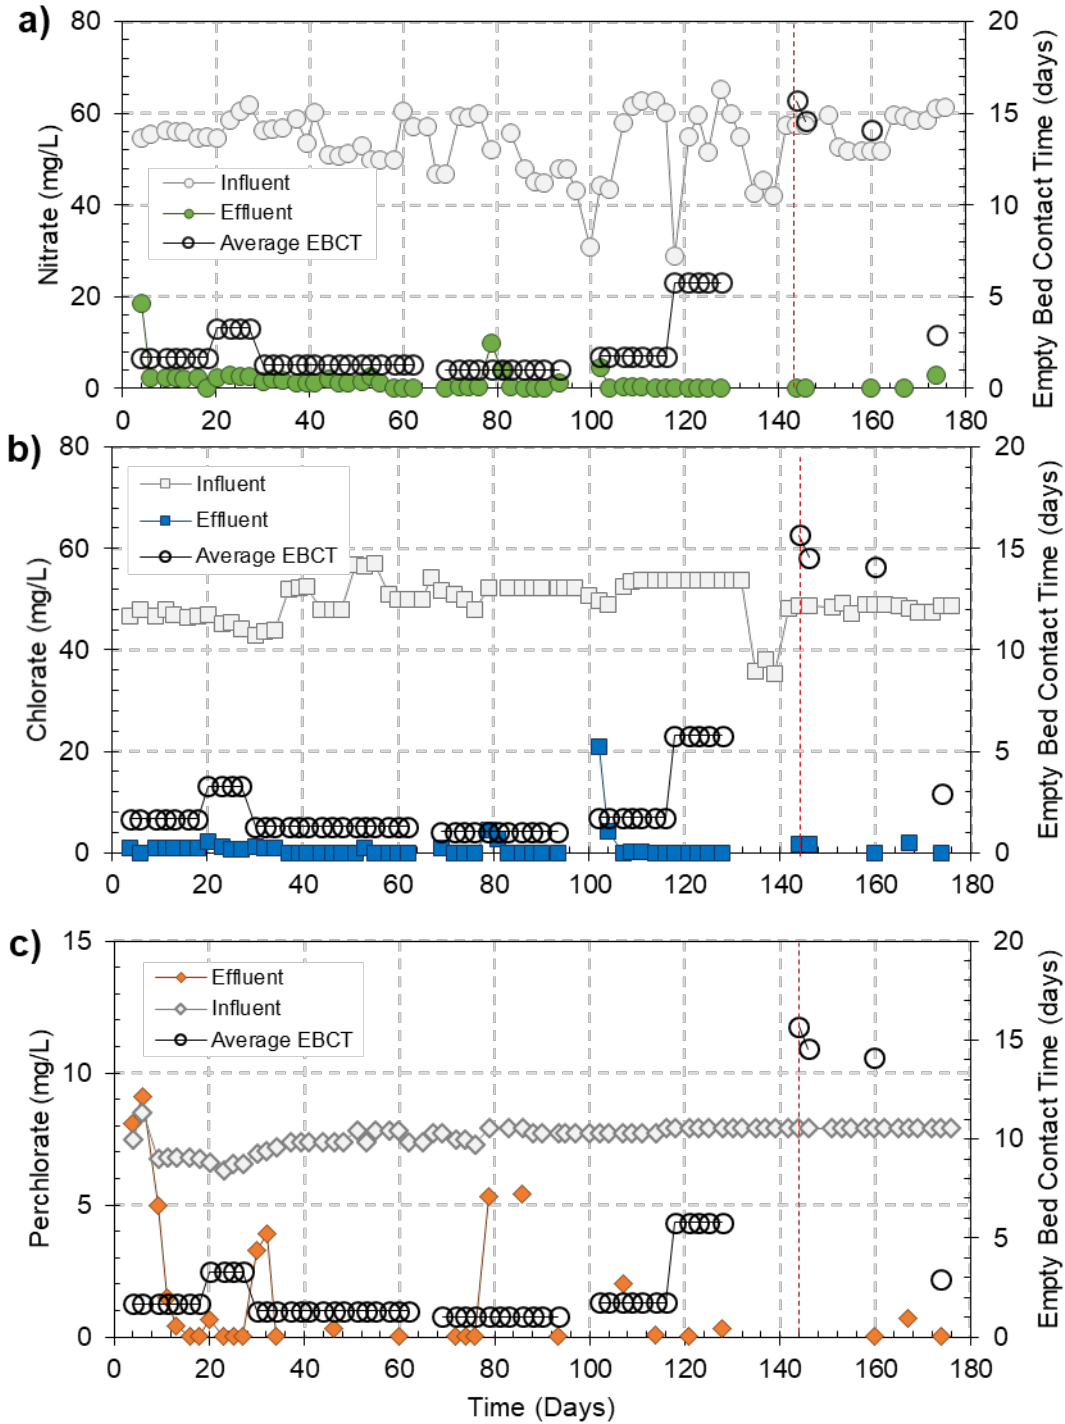 a)
Nitrate (mg/L)
80
60
40
20
0
Influent
Effluent
Average EBCT
0 20 40 60 80 100 120 140 160 180
20
15
10
5
0
Empty Bed Contact Time (days)
b)
Chlorate (mg/L)
80
60
40
20
0
Influent
Effluent
Average EBCT
0 20 40 60 80 100 120 140 160 180
20
15
10
5
0
Empty Bed Contact Time (days)
c)
Perchlorate (mg/L)
15
10
5
0
Effluent
Influent
Average EBCT
0 20 40 60 80 100 120 140 160 180
20
15
10
5
0
Empty Bed Contact Time (days)
Time (Days)